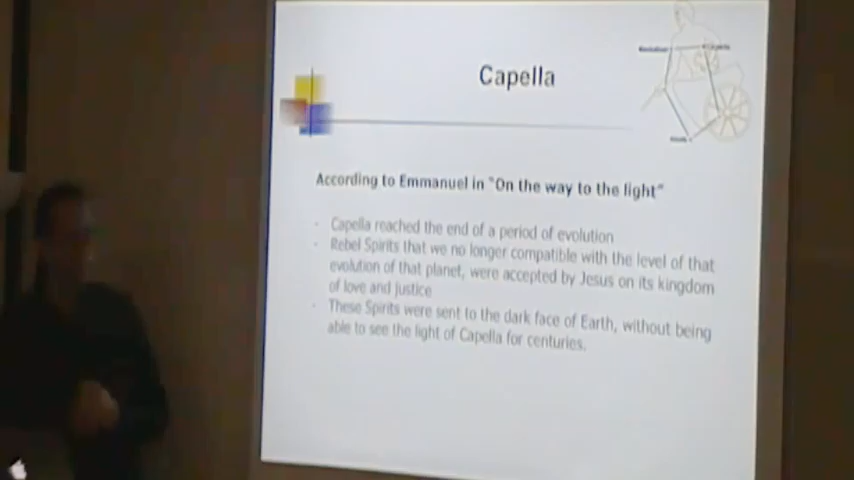 Capella
According to Emmanuel in "On the way to the light"
- Capella reached the end of a period of evolution
- Rebel Spirits that we no longer compatible with the level of that
evolution of that planet, were accepted by Jesus on its kingdom
of love and justice
- These Spirits were sent to the dark face of Earth, without being
able to see the light of Capella for centuries.